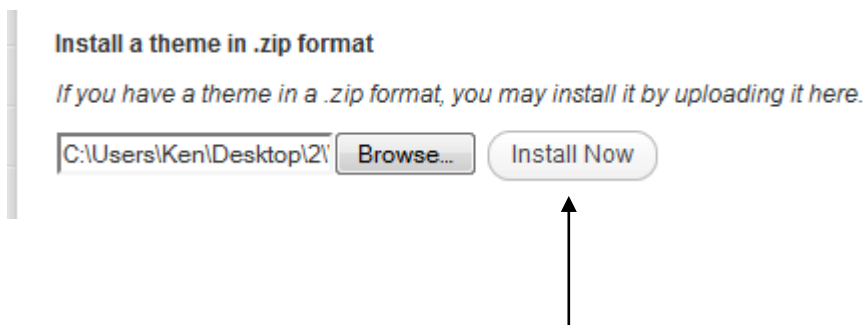 Install a theme in .zip format
If you have a theme in a .zip format, you may install it by uploading it here.
C:\Users\Ken\Desktop\2\ Browse... Install Now